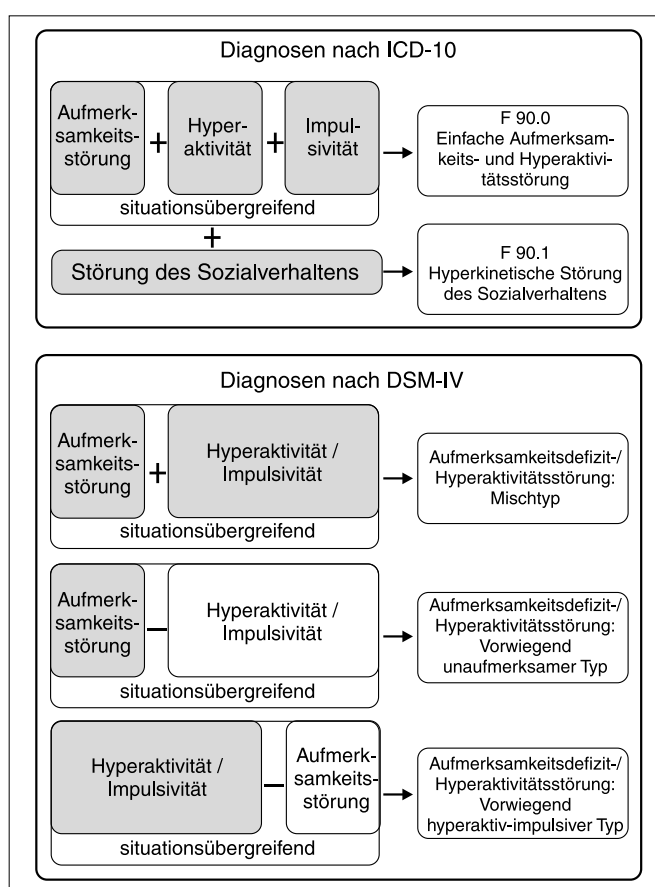 Diagnosen nach ICD-10
Aufmerk-
samkeits-
störung
+
Hyper-
aktivität
+
Impul-
sivität
situationsübergreifend
F 90.0
Einfache Aufmerksam-
keits- und Hyperaktivi-
tätsstörung
+
Störung des Sozialverhaltens
F 90.1
Hyperkinetische Störung
des Sozialverhaltens
Diagnosen nach DSM-IV
Aufmerk-
samkeits-
störung
+
Hyperaktivität /
Impulsivität
situationsübergreifend
Aufmerksamkeitsdefizit-/
Hyperaktivitätsstörung:
Mischtyp
Aufmerk-
samkeits-
störung
–
Hyperaktivität /
Impulsivität
situationsübergreifend
Aufmerksamkeitsdefizit-/
Hyperaktivitätsstörung:
Vorwiegend
unaufmerksamer Typ
Hyperaktivität /
Impulsivität
–
Aufmerk-
samkeits-
störung
situationsübergreifend
Aufmerksamkeitsdefizit-/
Hyperaktivitätsstörung:
Vorwiegend
hyperaktiv-impulsiver Typ